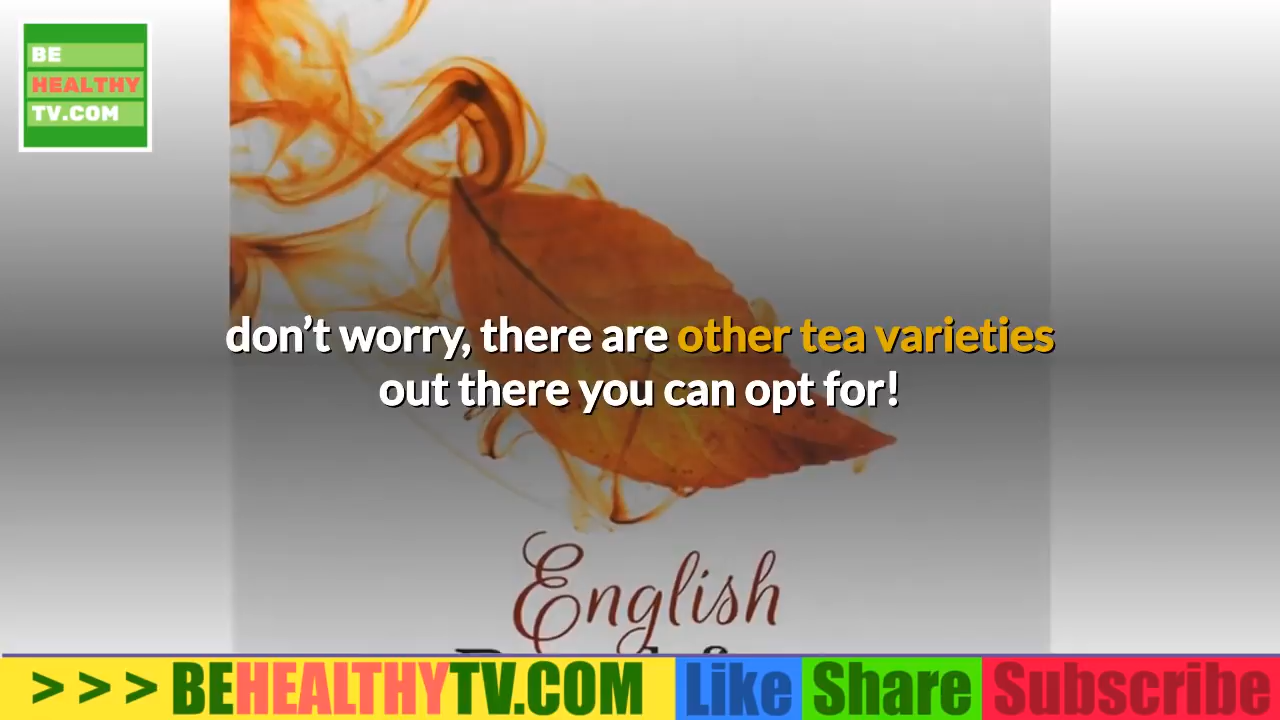 BE
HEALTHY
TV.COM
don’t worry, there are other tea varieties
out there you can opt for!
English
> > > BEHEALTHYTV.COM Like Share Subscribe